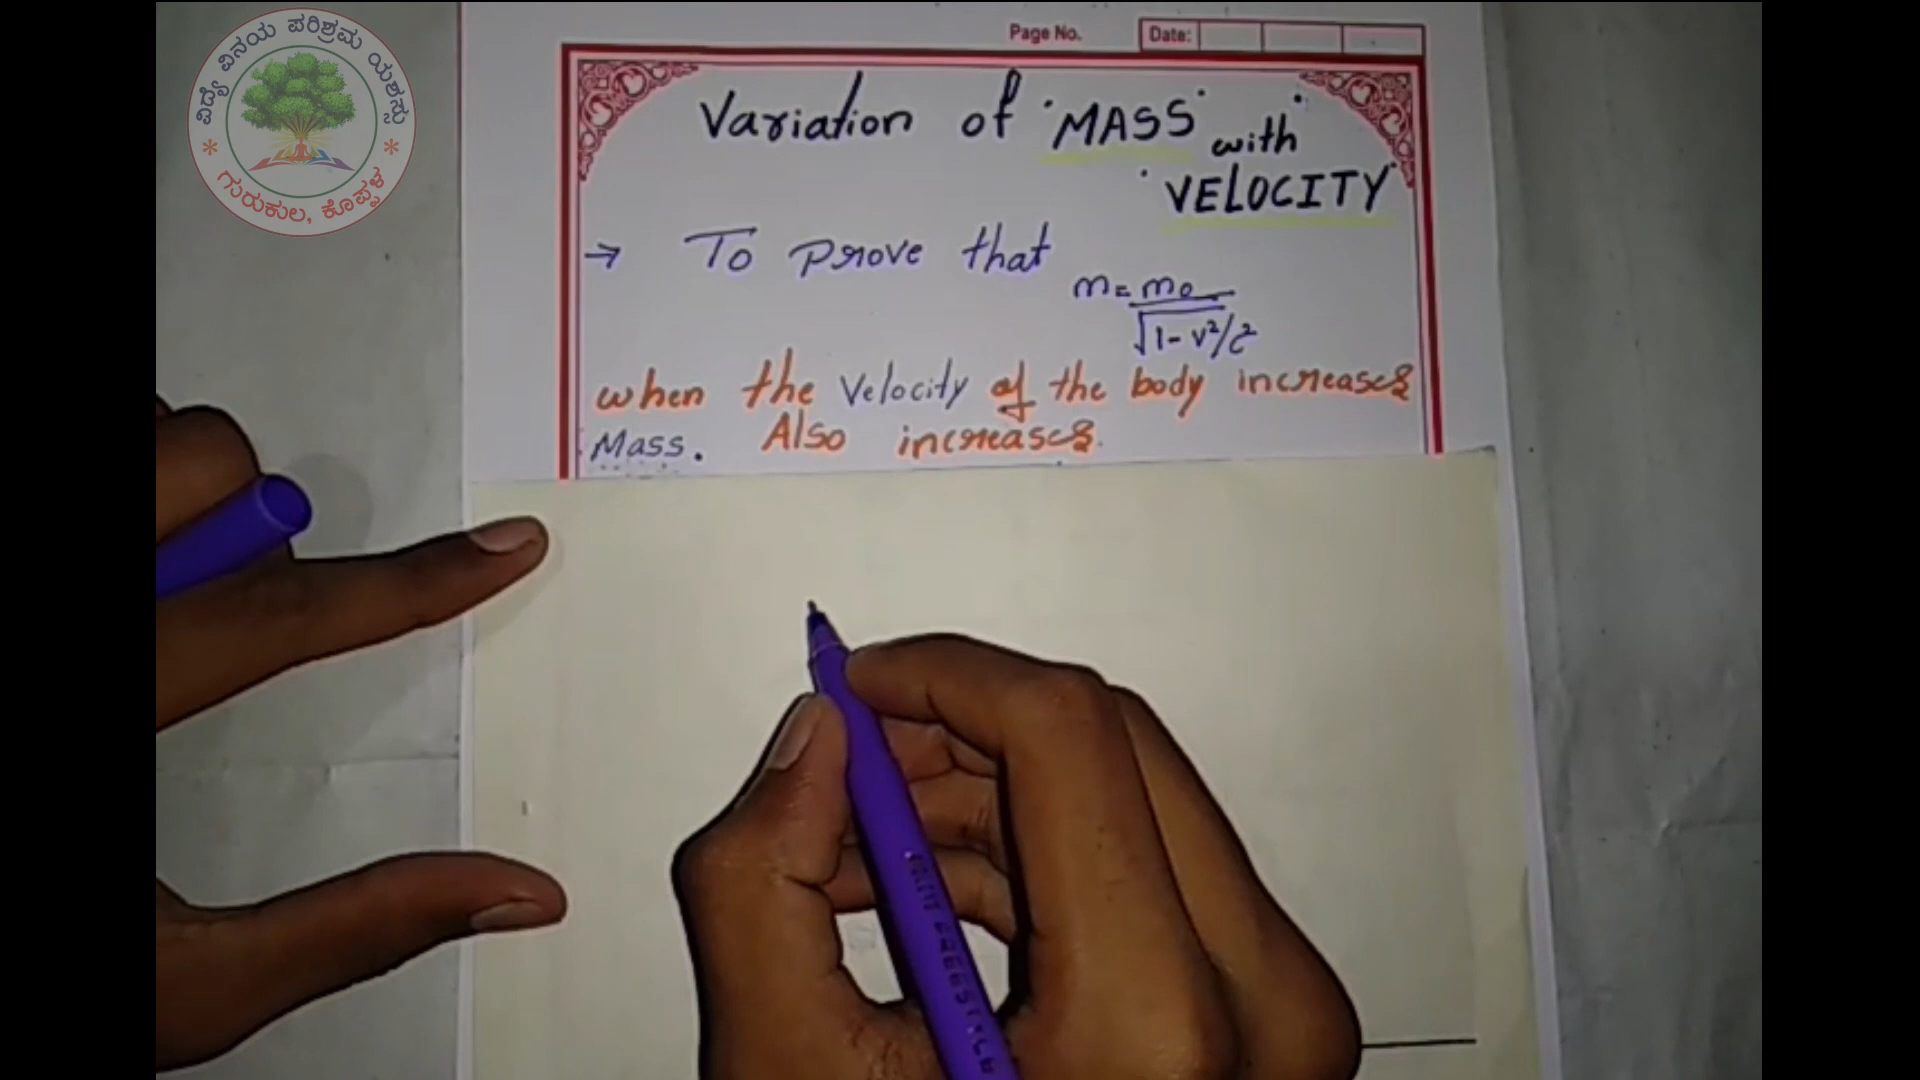 ವಿದ್ಯೆ ವಿನಯ ಪರಿಶ್ರಮ ಯಶಸ್ಸು
ಗುರುಕುಲ, ಕೊಪ್ಪಳ
Page No.
Date:
Variation of "MASS" with
"VELOCITY"
→ To prove that
m = m₀
√1 - v²/c²
when the Velocity of the body increases
Mass. Also increases.